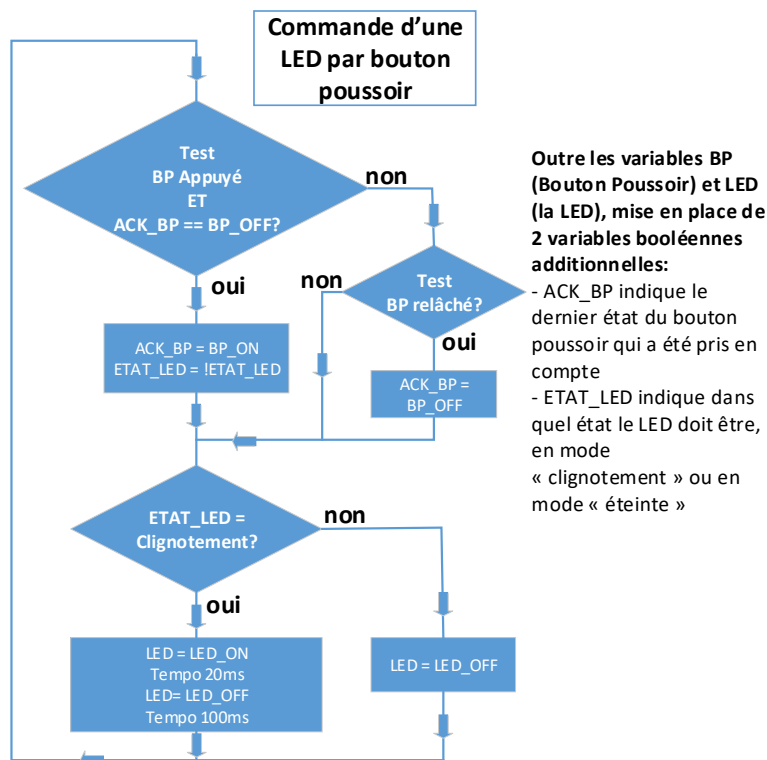 Commande d'une
LED par bouton
poussoir
Test
BP Appuyé
ET
ACK_BP == BP_OFF?
non
oui
Outre les variables BP
(Bouton Poussoir) et LED
(la LED), mise en place de
2 variables booléennes
additionnelles:
- ACK_BP indique le
dernier état du bouton
poussoir qui a été pris en
compte
- ETAT_LED indique dans
quel état le LED doit être,
en mode
« clignotement » ou en
mode « éteinte »
non
Test
BP relâché?
oui
ACK_BP = BP_ON
ETAT_LED = !ETAT_LED
ACK_BP =
BP_OFF
ETAT_LED =
Clignotement?
non
oui
LED = LED_ON
Tempo 20ms
LED= LED_OFF
Tempo 100ms
LED = LED_OFF